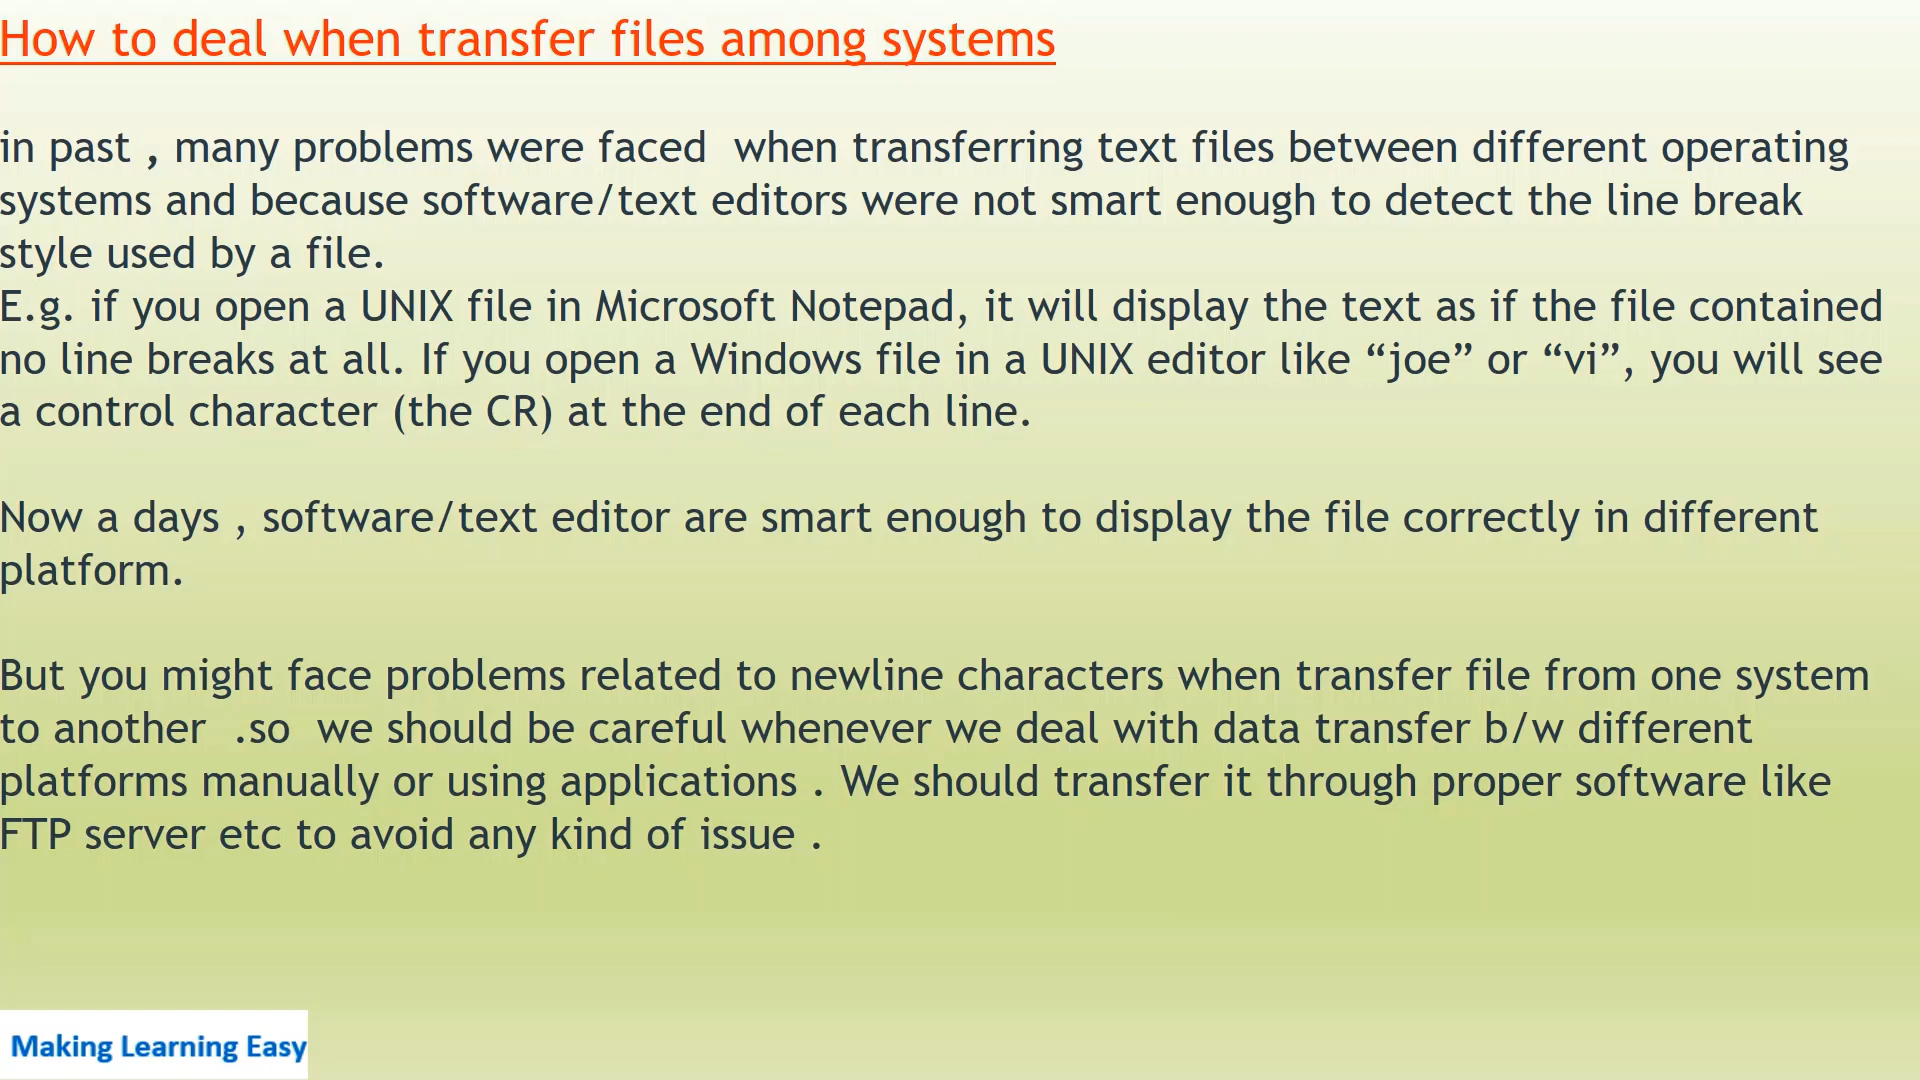 How to deal when transfer files among systems
in past , many problems were faced  when transferring text files between different operating
systems and because software/text editors were not smart enough to detect the line break
style used by a file.
E.g. if you open a UNIX file in Microsoft Notepad, it will display the text as if the file contained
no line breaks at all. If you open a Windows file in a UNIX editor like “joe” or “vi”, you will see
a control character (the CR) at the end of each line.
Now a days , software/text editor are smart enough to display the file correctly in different
platform.
But you might face problems related to newline characters when transfer file from one system
to another  .so  we should be careful whenever we deal with data transfer b/w different
platforms manually or using applications . We should transfer it through proper software like
FTP server etc to avoid any kind of issue .
Making Learning Easy